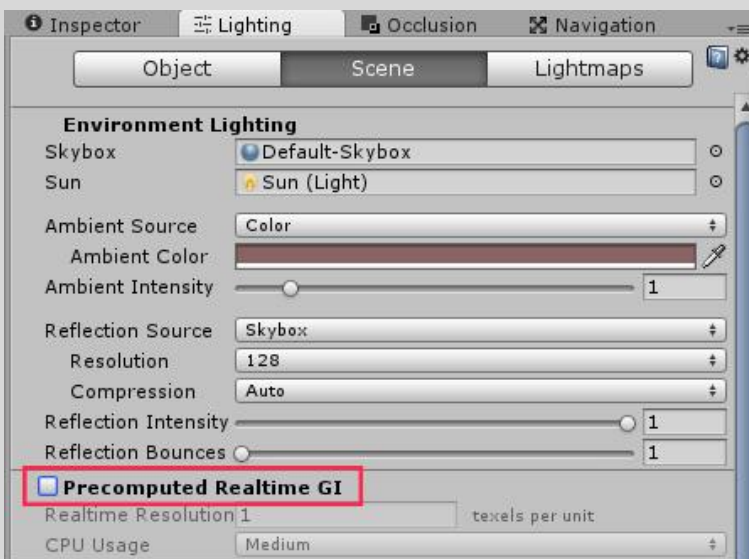 Inspector Lighting Occlusion Navigation
Object Scene Lightmaps
Environment Lighting
Skybox Default-Skybox
Sun Sun (Light)
Ambient Source Color
Ambient Color
Ambient Intensity 1
Reflection Source Skybox
Resolution 128
Compression Auto
Reflection Intensity 1
Reflection Bounces 1
Precomputed Realtime GI
Realtime Resolution 1 texels per unit
CPU Usage Medium